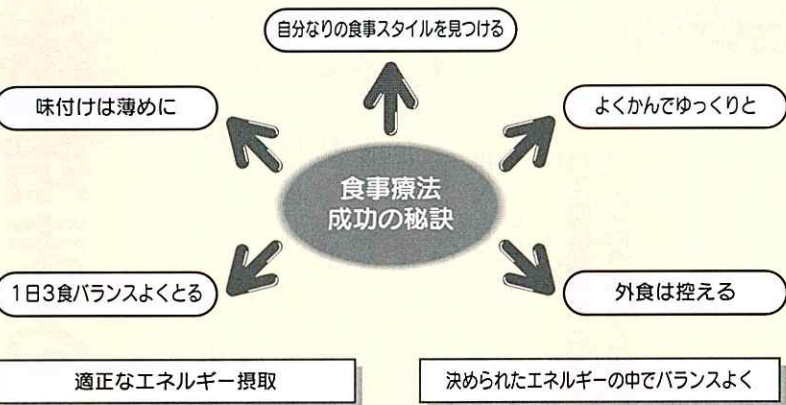 自分なりの食事スタイルを見つける
味付けは薄めに
よくかんでゆっくりと
食事療法
成功の秘訣
1日3食バランスよくとる
外食は控える
適正なエネルギー摂取
決められたエネルギーの中でバランスよく